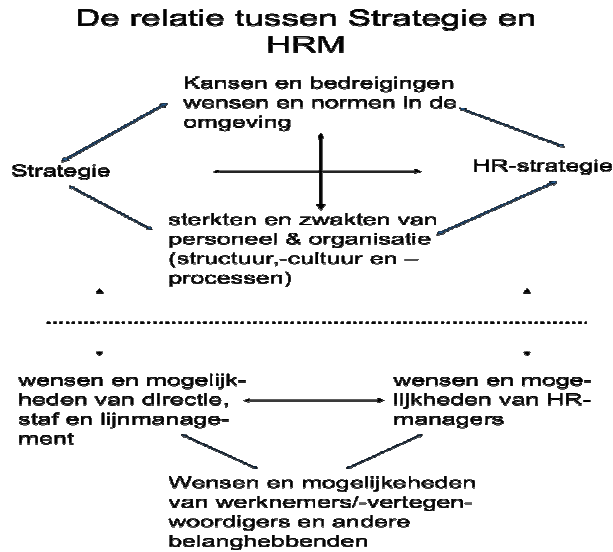 De relatie tussen Strategie en
HRM
Kansen en bedreigingen
wensen en normen in de
omgeving
Strategie
HR-strategie
sterkten en zwakten van
personeel & organisatie
(structuur,-cultuur en –
processen)
wensen en mogelijk-
heden van directie,
staf en lijnmanage-
ment
wensen en moge-
lijkheden van HR-
managers
Wensen en mogelijkeheden
van werknemers/-vertegen-
woordigers en andere
belanghebbenden